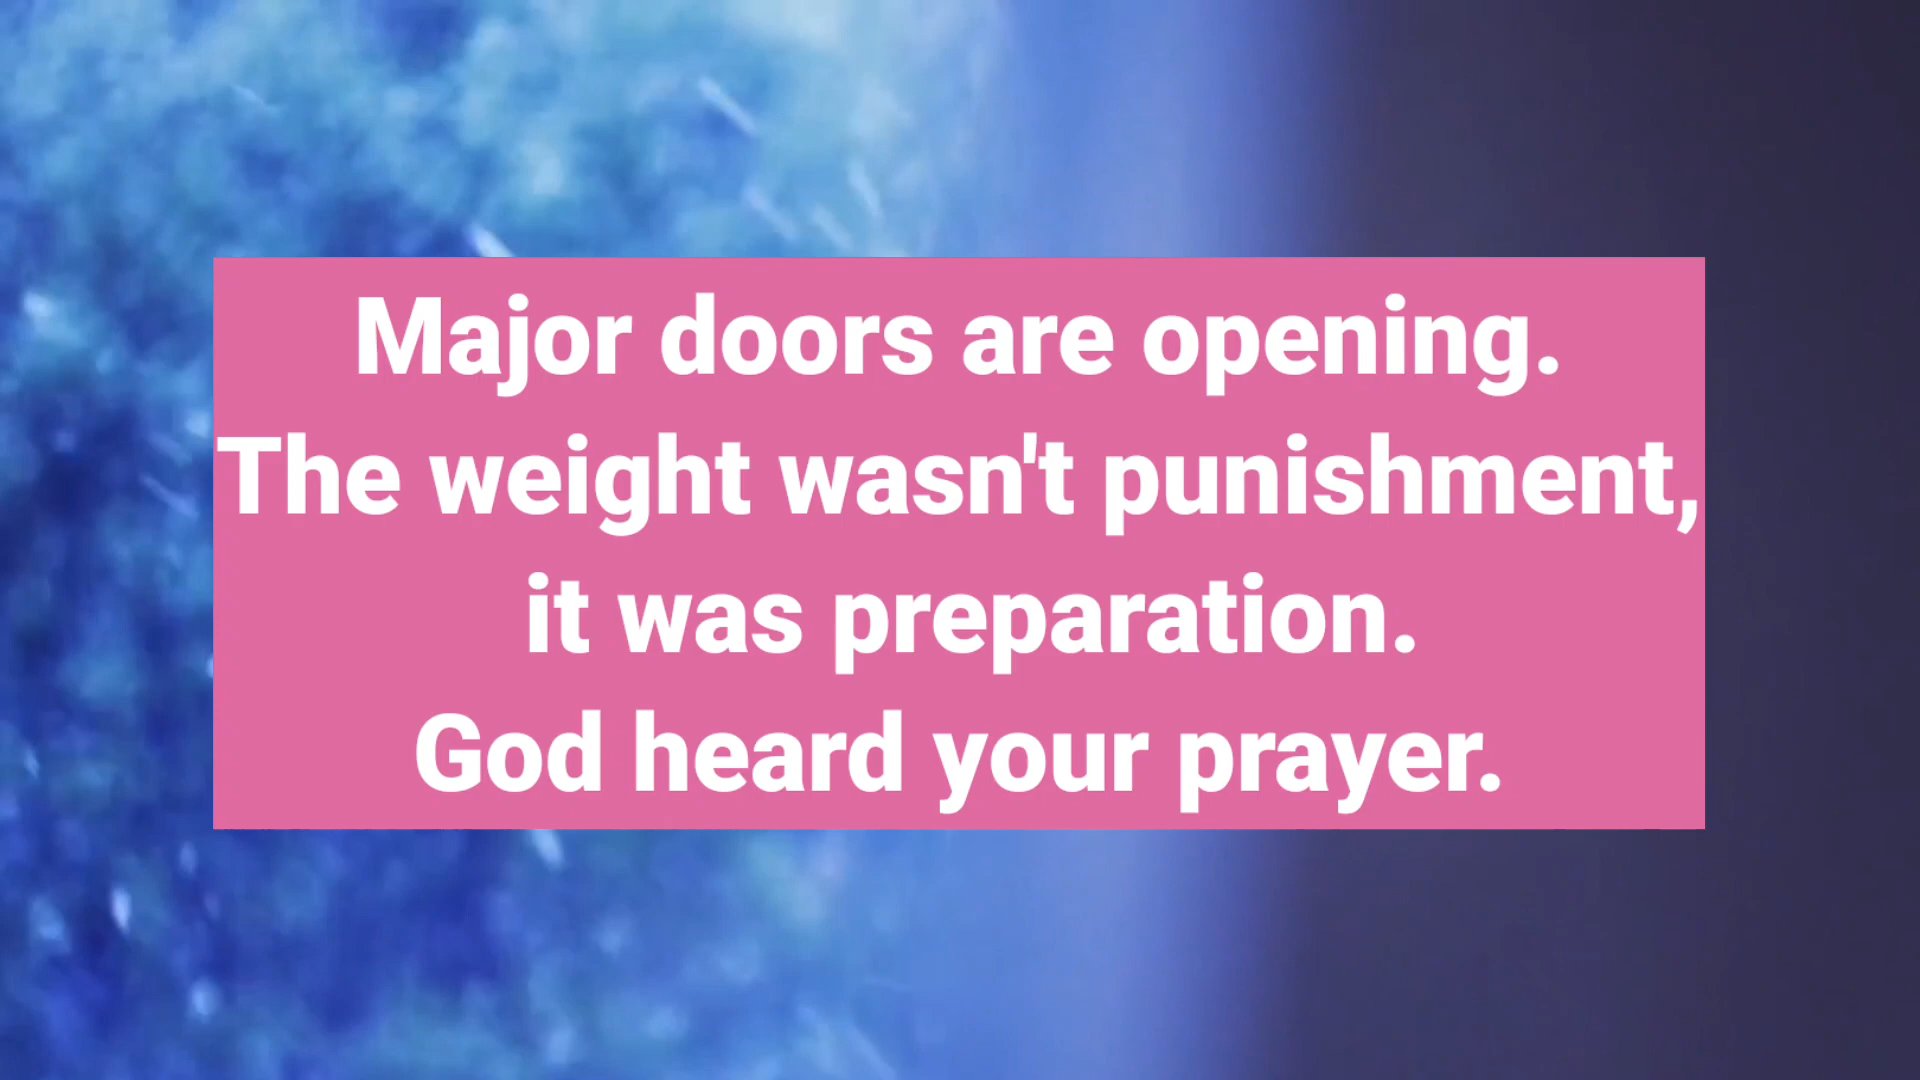 Major doors are opening.
The weight wasn't punishment,
it was preparation.
God heard your prayer.